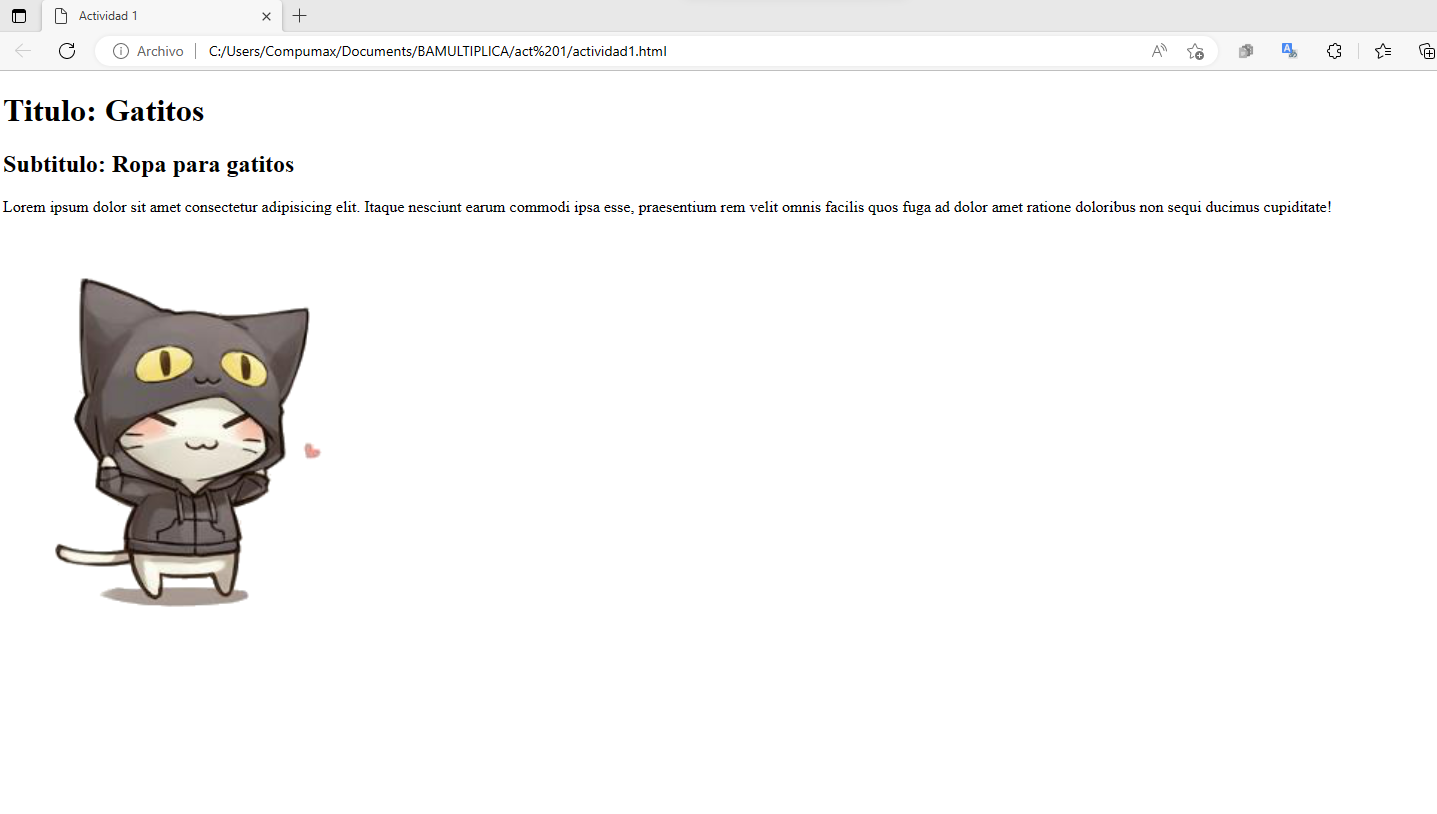 Actividad 1
Archivo C:/Users/Compumax/Documents/BAMULTIPLICA/act%201/actividad1.html
Titulo: Gatitos
Subtitulo: Ropa para gatitos
Lorem ipsum dolor sit amet consectetur adipisicing elit. Itaque nesciunt earum commodi ipsa esse, praesentium rem velit omnis facilis quos fuga ad dolor amet ratione doloribus non sequi ducimus cupiditate!